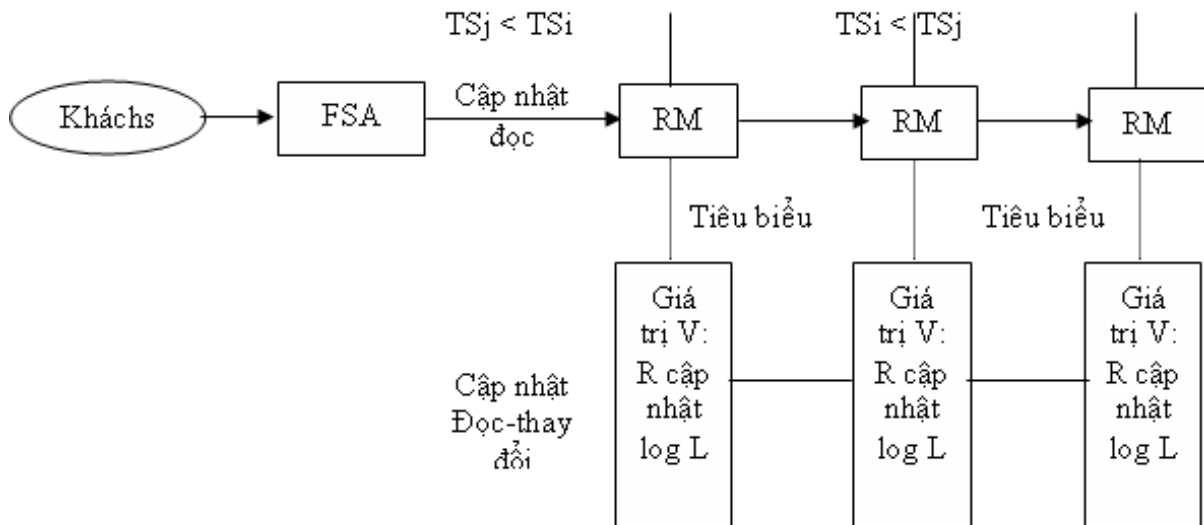 TSj < TSi
TSi < TSj
Kháchs
FSA
Cập nhật
đọc
RM
RM
RM
Tiêu biểu
Tiêu biểu
Cập nhật
Đọc-thay
đổi
Giá
trị V:
R cập
nhật
log L
Giá
trị V:
R cập
nhật
log L
Giá
trị V:
R cập
nhật
log L